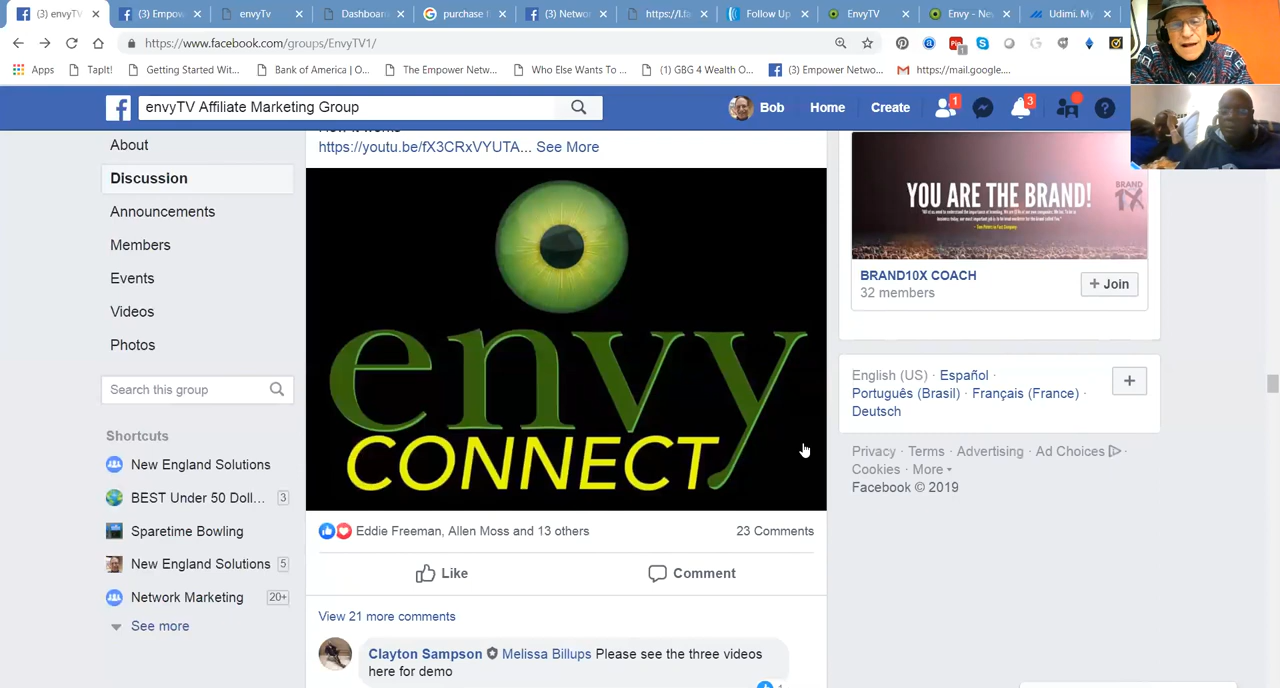 (3) envyT
(3) Empow
envyTv
Dashboar
purchase
(3) Netwo
https://l.fa
Follow Up
EnvyTV
Envy - Ne
Udimi. My
https://www.facebook.com/groups/EnvyTV1/
Apps
TapIt!
Getting Started Wit...
Bank of America | O...
The Empower Netw...
Who Else Wants To ...
(1) GBG 4 Wealth O...
(3) Empower Netwo...
https://mail.google....
envyTV Affiliate Marketing Group
Bob
Home
Create
1
3
About
Discussion
Announcements
Members
Events
Videos
Photos
Search this group
Shortcuts
New England Solutions
BEST Under 50 Doll... 3
Sparetime Bowling
New England Solutions 5
Network Marketing 20+
See more
https://youtu.be/fX3CRxVYUTA... See More
envy
CONNECT
Eddie Freeman, Allen Moss and 13 others
23 Comments
Like
Comment
View 21 more comments
Clayton Sampson Melissa Billups Please see the three videos
here for demo
1
YOU ARE THE BRAND!
BRAND
1X
BRAND10X COACH
32 members
+ Join
English (US) · Español ·
Português (Brasil) · Français (France) ·
Deutsch
Privacy · Terms · Advertising · Ad Choices ·
Cookies · More
Facebook © 2019